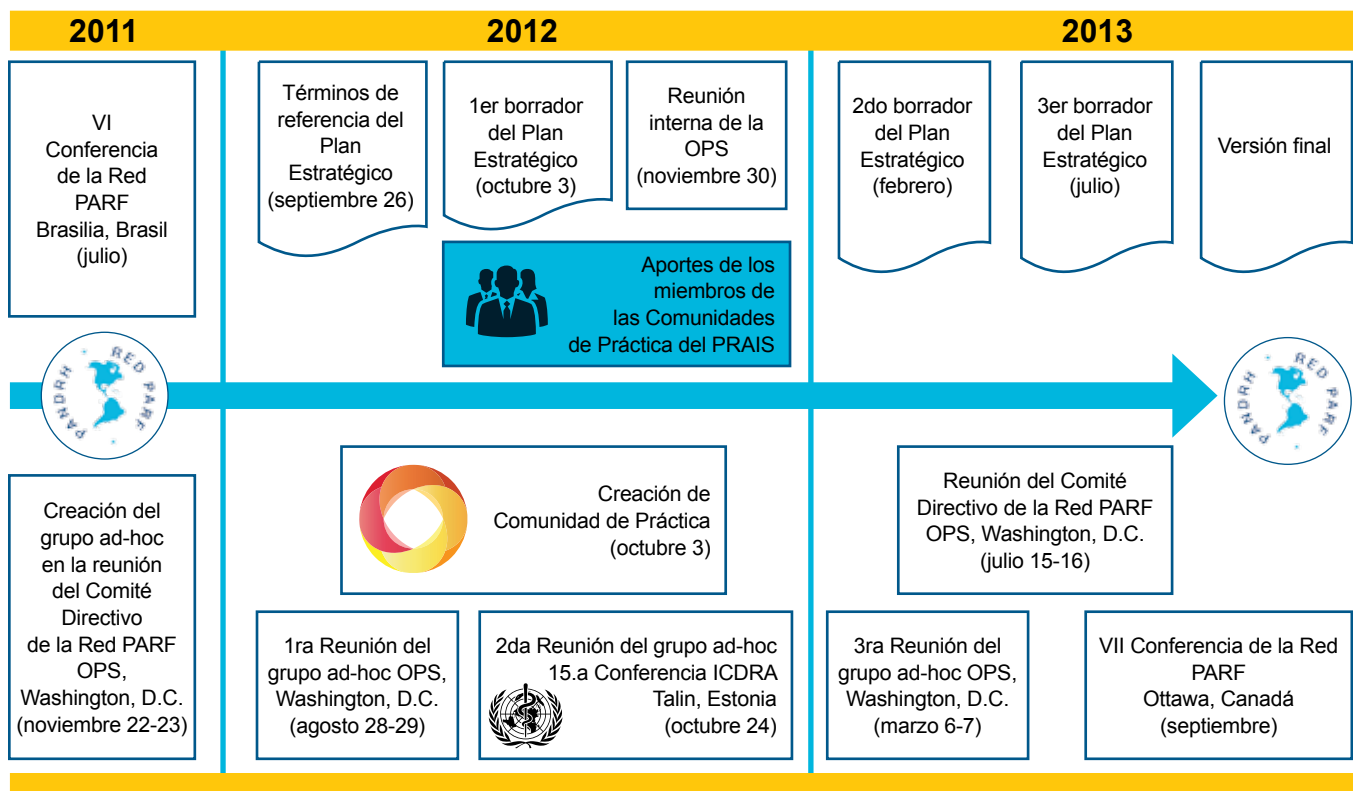 2011
2012
2013
VI
Conferencia
de la Red
PARF
Brasilia, Brasil
(julio)
Términos de
referencia del
Plan
Estratégico
(septiembre 26)
1er borrador
del Plan
Estratégico
(octubre 3)
Reunión
interna de la
OPS
(noviembre 30)
2do borrador
del Plan
Estratégico
(febrero)
3er borrador
del Plan
Estratégico
(julio)
Versión final
Aportes de los
miembros de
las Comunidades
de Práctica del PRAIS
PANDRH RED PARF
PANDRH RED PARF
Creación del
grupo ad-hoc
en la reunión
del Comité
Directivo
de la Red PARF
OPS,
Washington, D.C.
(noviembre 22-23)
Creación de
Comunidad de Práctica
(octubre 3)
Reunión del Comité
Directivo de la Red PARF
OPS, Washington, D.C.
(julio 15-16)
1ra Reunión del
grupo ad-hoc OPS,
Washington, D.C.
(agosto 28-29)
2da Reunión del grupo ad-hoc
15.a Conferencia ICDRA
Talin, Estonia
(octubre 24)
3ra Reunión del
grupo ad-hoc OPS,
Washington, D.C.
(marzo 6-7)
VII Conferencia de la Red
PARF
Ottawa, Canadá
(septiembre)